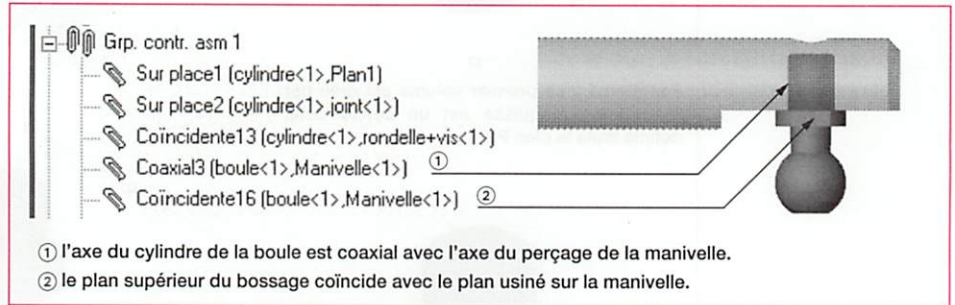 Grp. contr. asm 1
Sur place1 (cylindre<1>,Plan1)
Sur place2 (cylindre<1>,joint<1>)
Coïncidente13 (cylindre<1>,rondelle+vis<1>)
Coaxial3 (boule<1>,Manivelle<1>) ①
Coïncidente16 (boule<1>,Manivelle<1>) ②
① l'axe du cylindre de la boule est coaxial avec l'axe du perçage de la manivelle.
② le plan supérieur du bossage coïncide avec le plan usiné sur la manivelle.